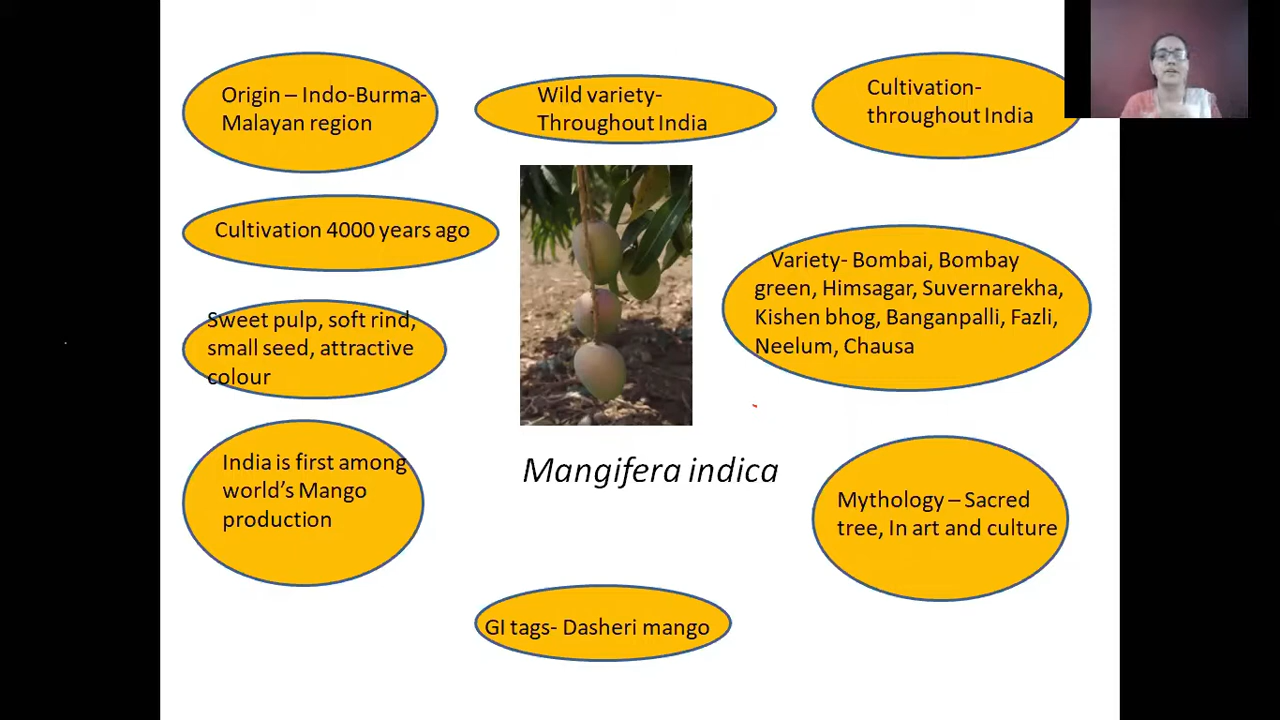 Origin – Indo-Burma-
Malayan region
Wild variety-
Throughout India
Cultivation-
throughout India
Cultivation 4000 years ago
Variety- Bombai, Bombay
green, Himsagar, Suvernarekha,
Kishen bhog, Banganpalli, Fazli,
Neelum, Chausa
Sweet pulp, soft rind,
small seed, attractive
colour
India is first among
world's Mango
production
Mangifera indica
Mythology – Sacred
tree, In art and culture
GI tags- Dasheri mango